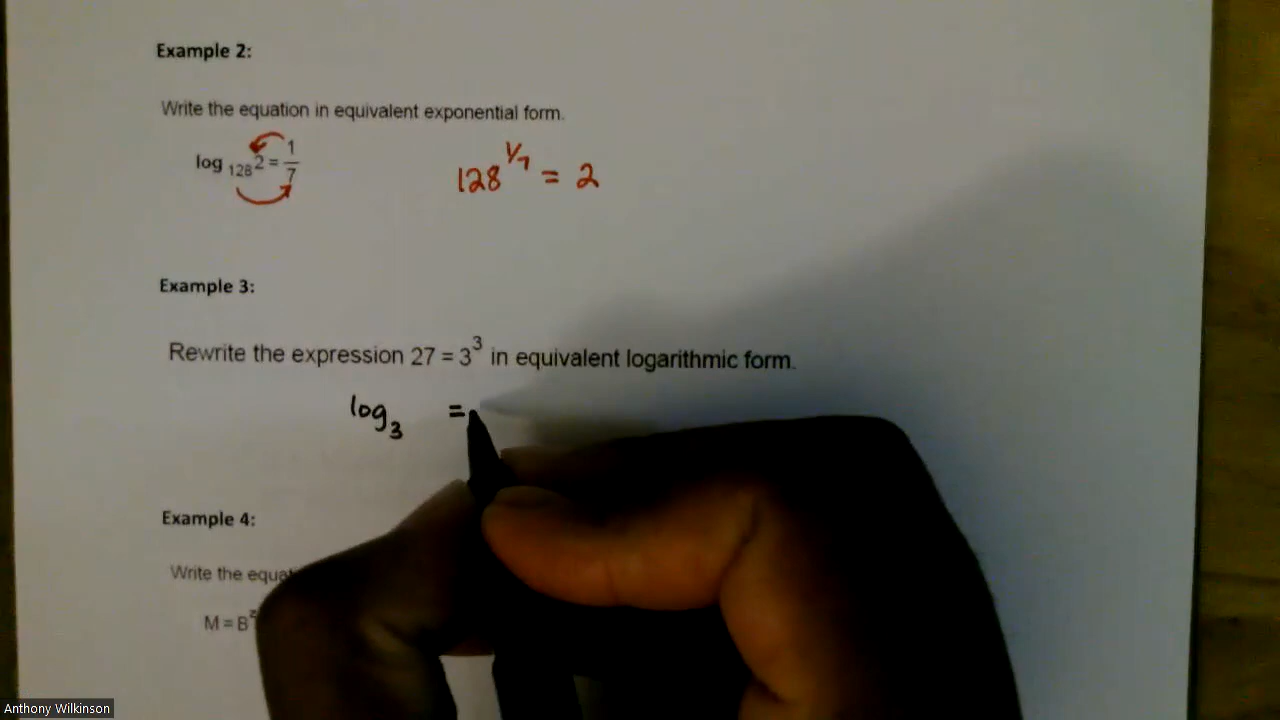 Example 2:
Write the equation in equivalent exponential form.
log 128 2 = 1/7
128^1/7 = 2
Example 3:
Rewrite the expression 27 = 3^3 in equivalent logarithmic form.
log3 =
Example 4:
Write the
M = B
Anthony Wilkinson